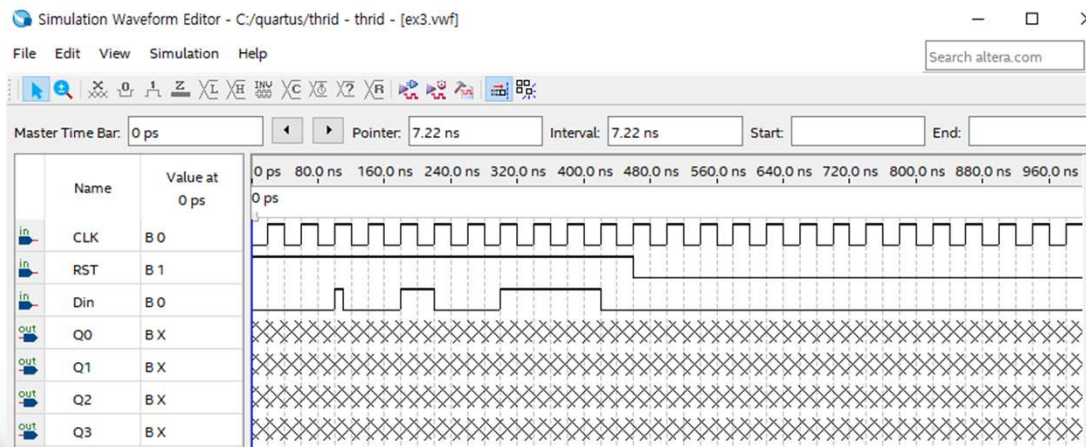 Simulation Waveform Editor - C:/quartus/thrid - thrid - [ex3.vwf]
File Edit View Simulation Help
Search altera.com
Master Time Bar: 0 ps Pointer: 7.22 ns Interval: 7.22 ns Start: End:
Name Value at 0 ps
0 ps 80.0 ns 160.0 ns 240.0 ns 320.0 ns 400.0 ns 480.0 ns 560.0 ns 640.0 ns 720.0 ns 800.0 ns 880.0 ns 960.0 ns
0 ps
in CLK B 0
in RST B 1
in Din B 0
out Q0 B X
out Q1 B X
out Q2 B X
out Q3 B X